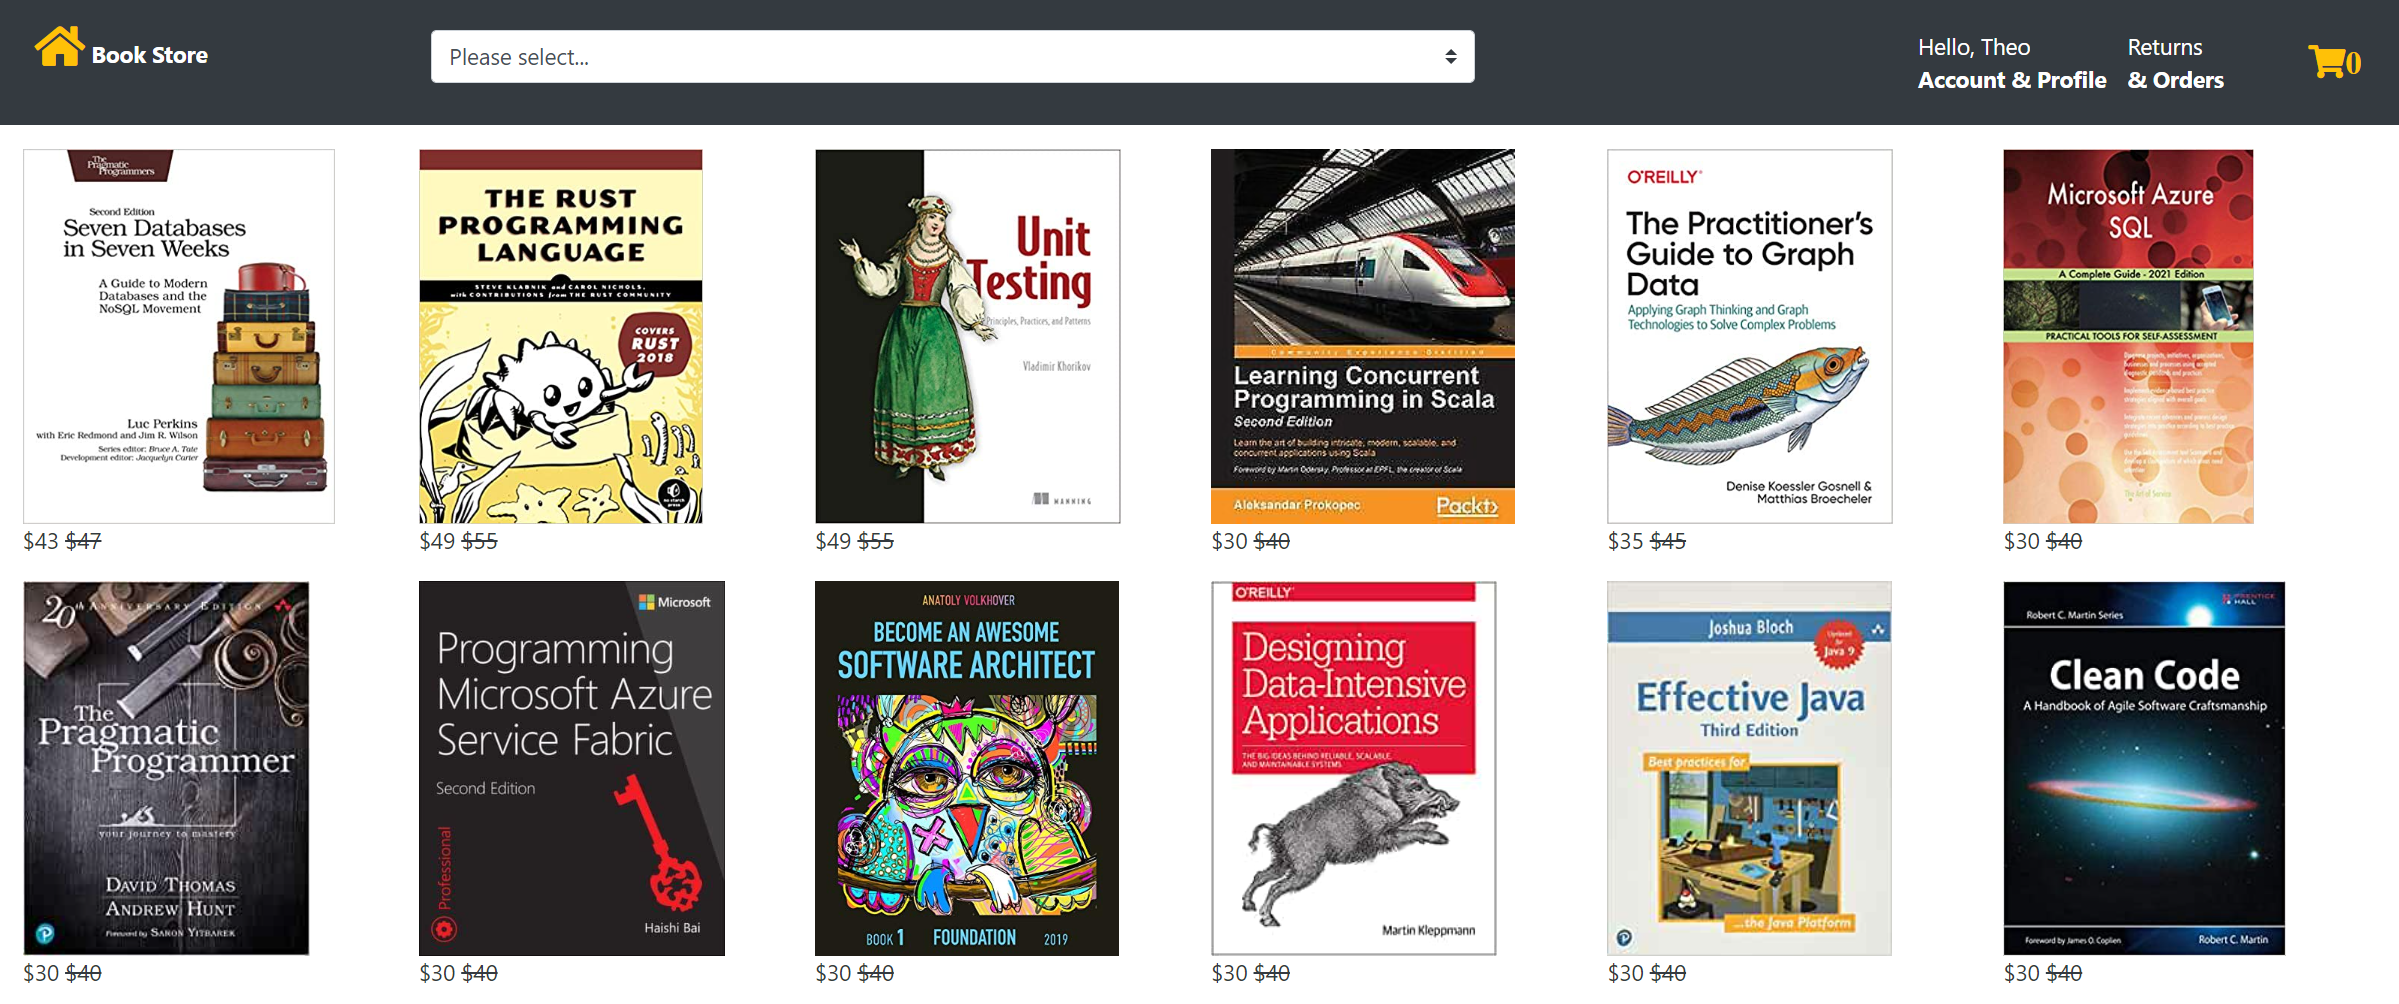 Book Store
Please select...
Hello, Theo
Account & Profile
Returns
& Orders
0
The Pragmatic Programmers
Second Edition
Seven Databases
in Seven Weeks
A Guide to Modern
Databases and the
NoSQL Movement
Luc Perkins
with Eric Redmond and Jim R. Wilson
Series editor: Bruce A. Tate
Development editor: Jacquelyn Carter
$43 $47
THE RUST
PROGRAMMING
LANGUAGE
STEVE KLABNIK and CAROL NICHOLS,
with CONTRIBUTIONS from THE RUST COMMUNITY
COVERS
RUST
2018
no starch
press
$49 $55
Unit
Testing
Principles, Practices, and Patterns
Vladimir Khorikov
MANNING
$49 $55
Community Experience Distilled
Learning Concurrent
Programming in Scala
Second Edition
Learn the art of building intricate, modern, scalable, and
concurrent applications using Scala
Foreword by Martin Odersky, Professor at EPFL, the creator of Scala
Aleksandar Prokopec
Packt>
$30 $40
O'REILLY
The Practitioner's
Guide to Graph
Data
Applying Graph Thinking and Graph
Technologies to Solve Complex Problems
Denise Koessler Gosnell &
Matthias Broecheler
$35 $45
Microsoft Azure
SQL
A Complete Guide - 2021 Edition
PRACTICAL TOOLS FOR SELF-ASSESSMENT
The Art of Service
$30 $40
20th ANNIVERSARY EDITION
The
Pragmatic
Programmer
your journey to mastery
DAVID THOMAS
ANDREW HUNT
Foreword by SARON YITBAREK
$30 $40
Microsoft
Programming
Microsoft Azure
Service Fabric
Second Edition
Professional
Haishi Bai
$30 $40
ANATOLY VOLKHOVER
BECOME AN AWESOME
SOFTWARE ARCHITECT
BOOK 1 FOUNDATION 2019
$30 $40
O'REILLY
Designing
Data-Intensive
Applications
THE BIG IDEAS BEHIND RELIABLE, SCALABLE,
AND MAINTAINABLE SYSTEMS
Martin Kleppmann
$30 $40
Joshua Bloch
Updated
for
Java 9
Effective Java
Third Edition
Best practices for
...the Java Platform
$30 $40
PRENTICE
HALL
Robert C. Martin Series
Clean Code
A Handbook of Agile Software Craftsmanship
Foreword by James O. Coplien
Robert C. Martin
$30 $40